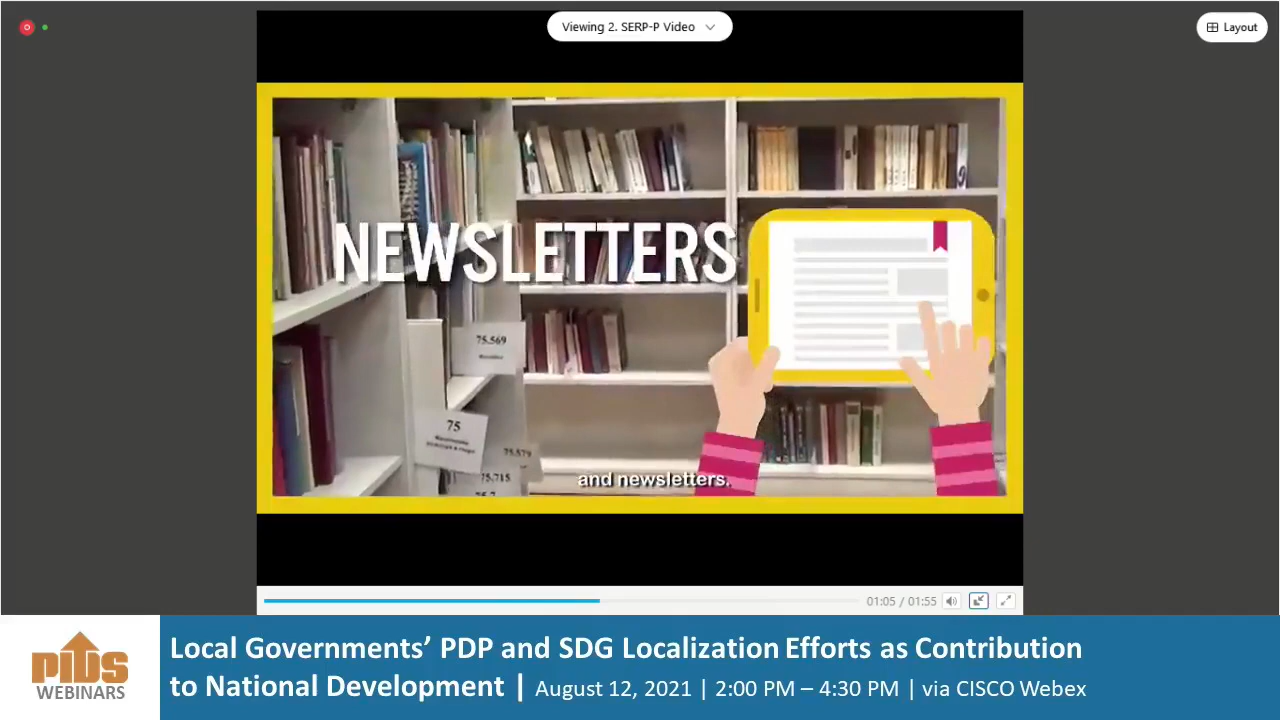 Viewing 2. SERP-P Video
Layout
NEWSLETTERS
75.569
75
75.579
75.715
and newsletters.
01:05 / 01:55
PIDS
WEBINARS
Local Governments’ PDP and SDG Localization Efforts as Contribution
to National Development | August 12, 2021 | 2:00 PM – 4:30 PM | via CISCO Webex